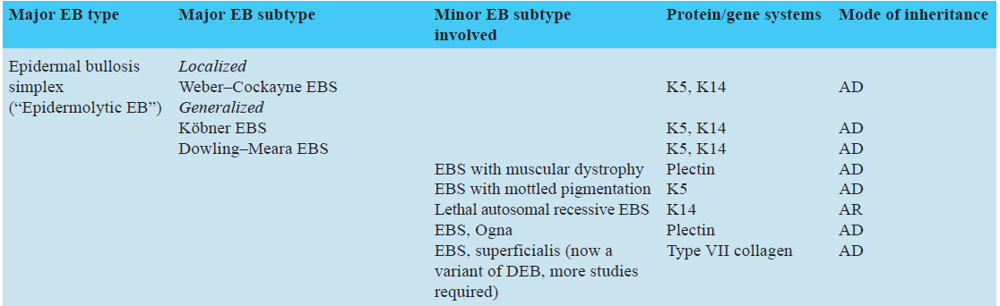 Major EB type Major EB subtype Minor EB subtype involved Protein/gene systems Mode of inheritance
Epidermal bullosis simplex (“Epidermolytic EB”)
Localized
Weber–Cockayne EBS K5, K14 AD
Generalized
Köbner EBS K5, K14 AD
Dowling–Meara EBS K5, K14 AD
EBS with muscular dystrophy Plectin AD
EBS with mottled pigmentation K5 AD
Lethal autosomal recessive EBS K14 AR
EBS, Ogna Plectin AD
EBS, superficialis (now a variant of DEB, more studies required) Type VII collagen AD